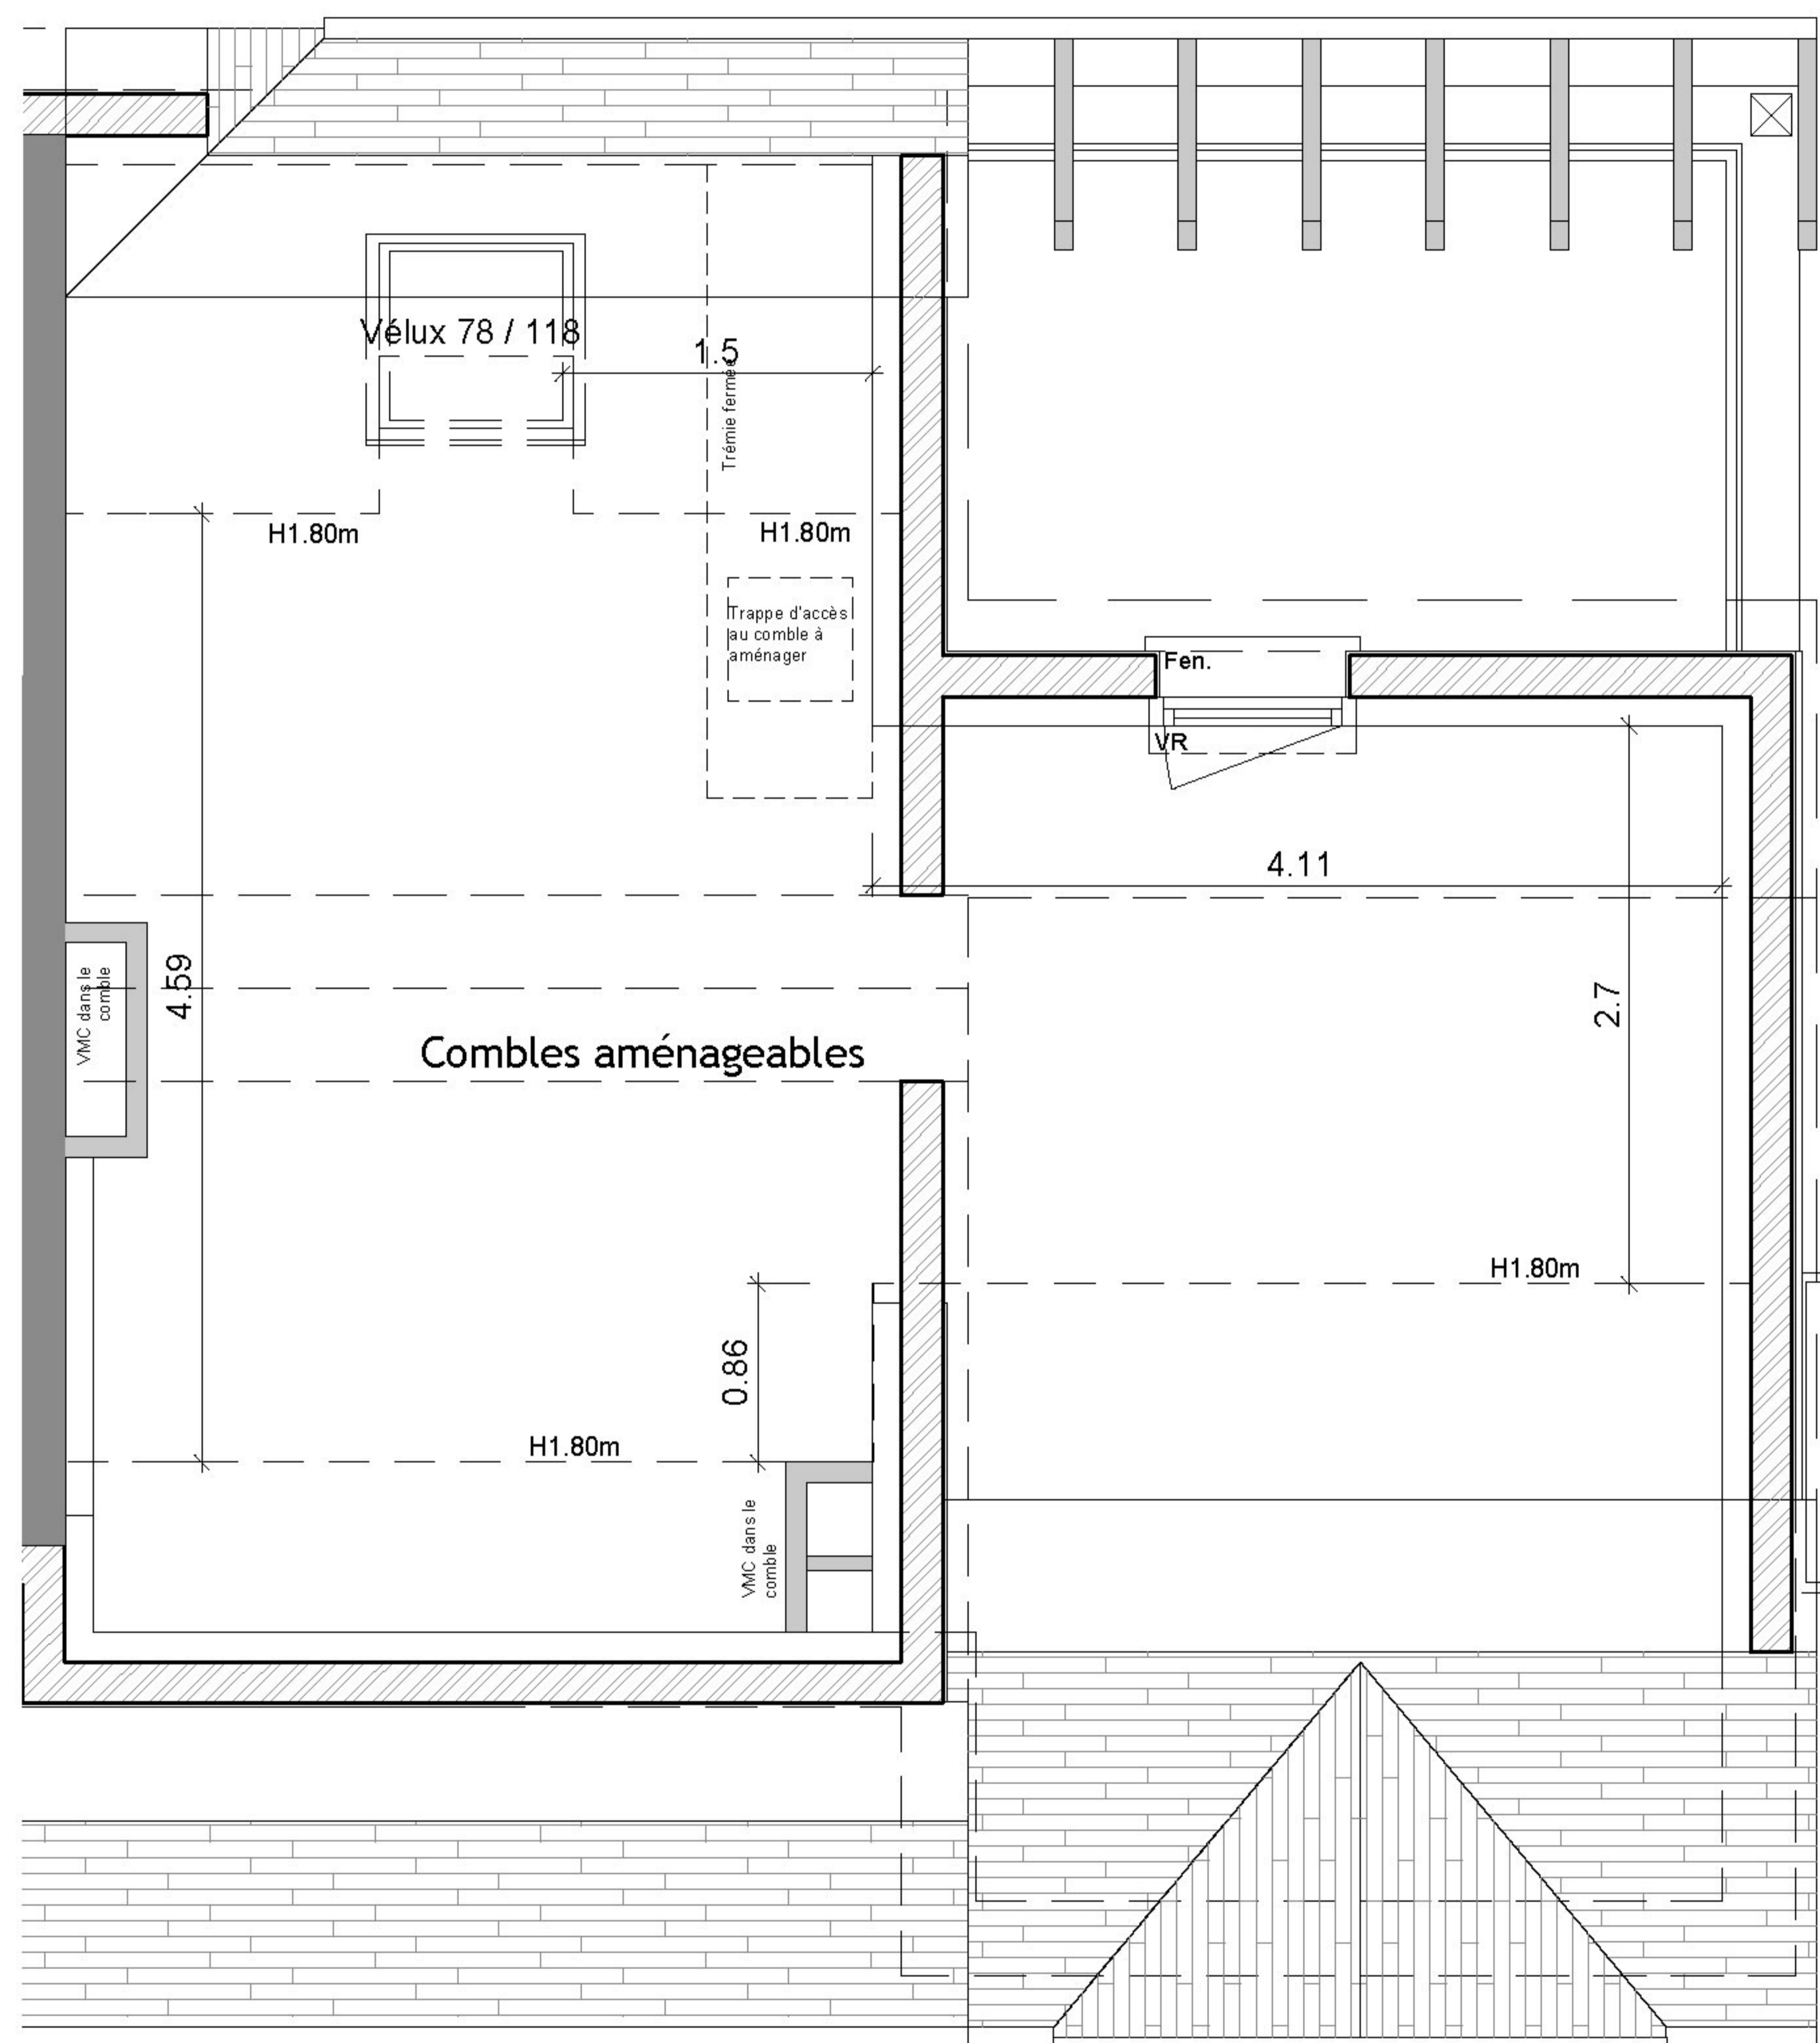 Vélux 78 / 118
1.5
Trémie fermée
H1.80m
H1.80m
Trappe d'accès
au comble à
aménager
Fen.
VR
4.11
VMC dans le
comble
4.59
2.7
Combles aménageables
H1.80m
0.86
H1.80m
VMC dans le
comble